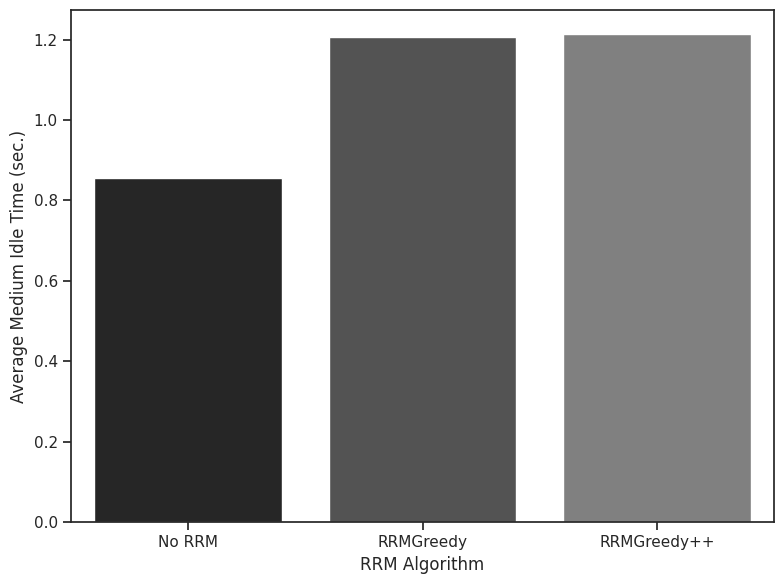 Average Medium Idle Time (sec.)
1.2
1.0
0.8
0.6
0.4
0.2
0.0
No RRM
RRMGreedy
RRMGreedy++
RRM Algorithm